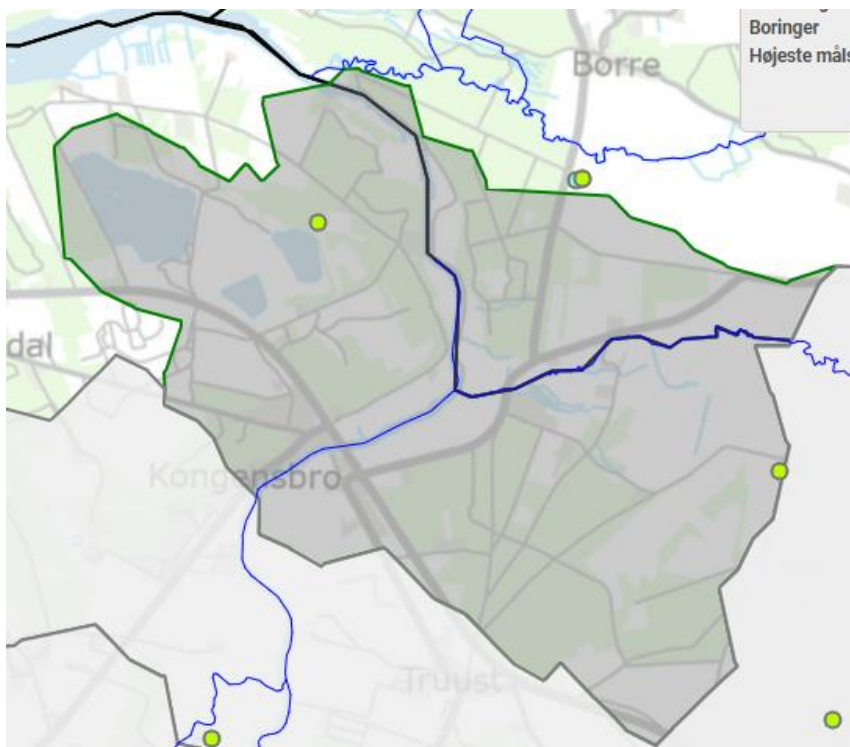 Boringer
Højeste måls
Borre
dal
Kongensbro
Truust